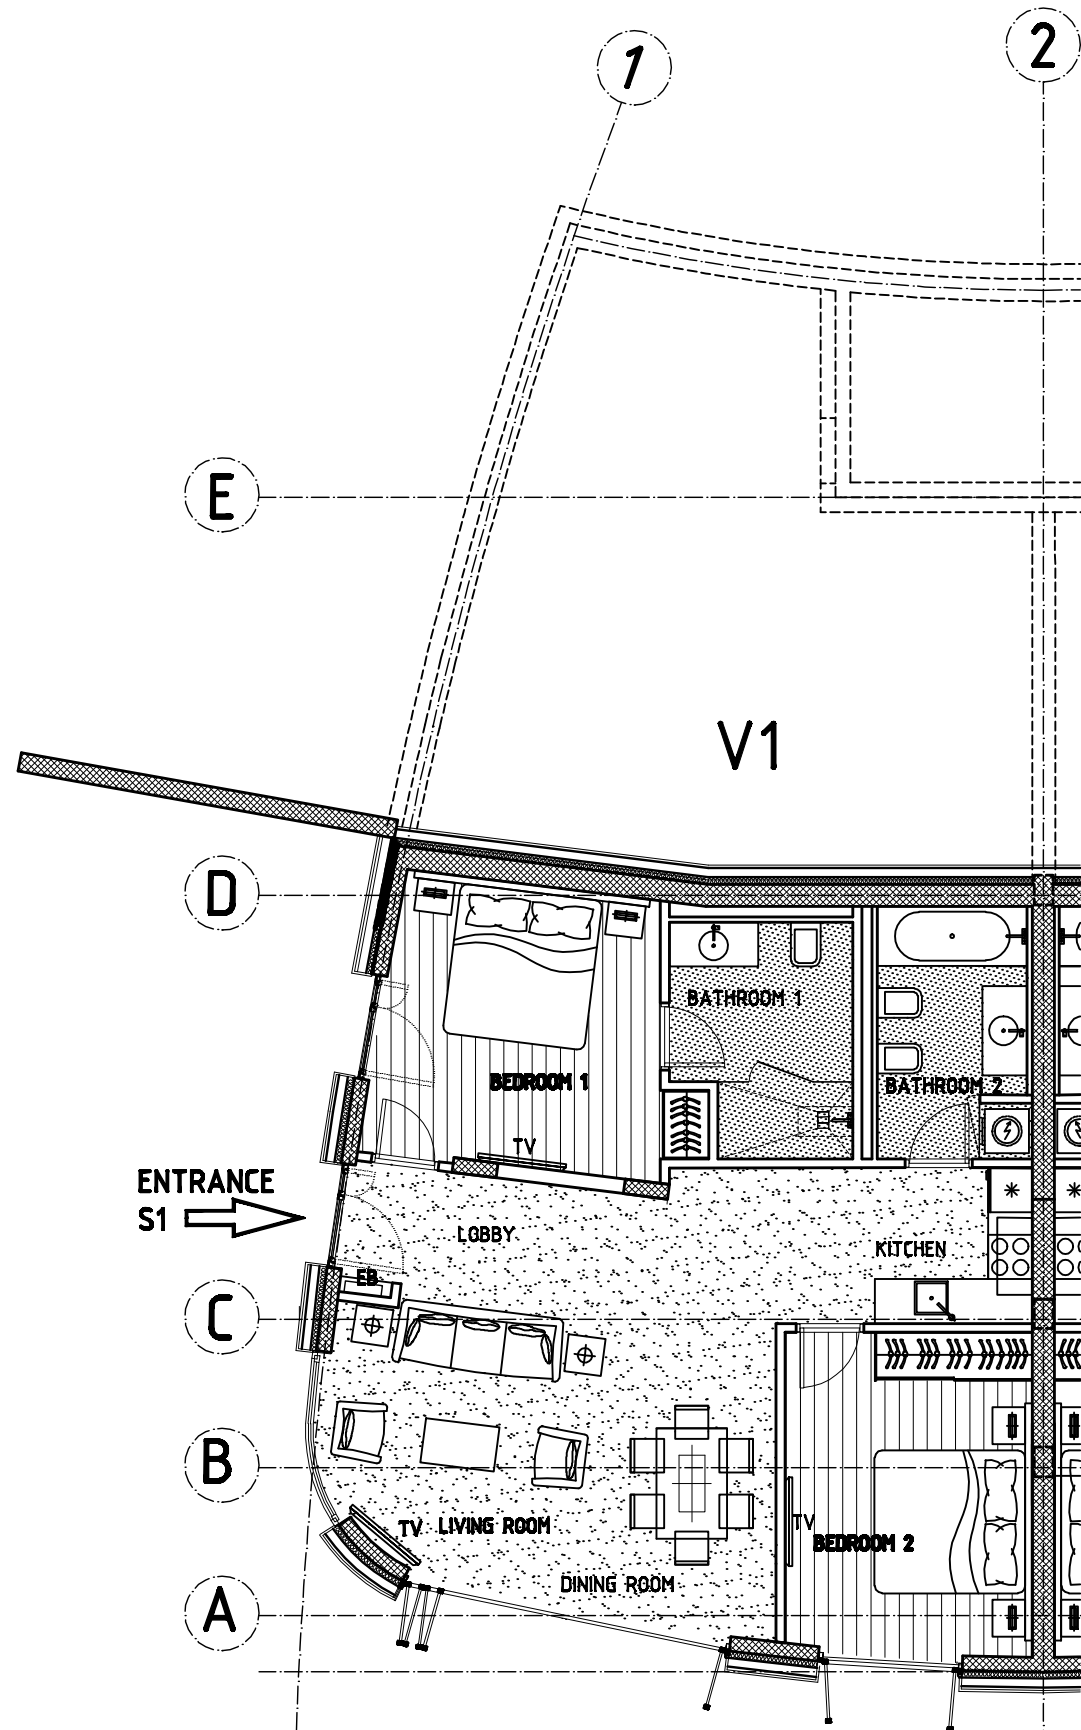 1
2
E
V1
D
BATHROOM 1
BEDROOM 1
BATHROOM 2
TV
ENTRANCE
S1
LOBBY
KITCHEN
EB
C
B
TV
LIVING ROOM
TV
BEDROOM 2
DINING ROOM
A